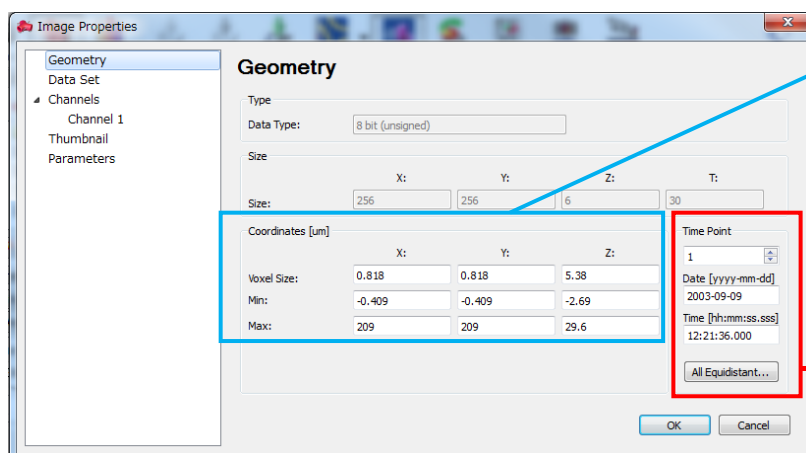 Image Properties
Geometry
Data Set
Channels
Channel 1
Thumbnail
Parameters
Geometry
Type
Data Type: 8 bit (unsigned)
Size
X: Y: Z: T:
Size: 256 256 6 30
Coordinates [um]
X: Y: Z:
Voxel Size: 0.818 0.818 5.38
Min: -0.409 -0.409 -2.69
Max: 209 209 29.6
Time Point
1
Date [yyyy-mm-dd]
2003-09-09
Time [hh:mm:ss.sss]
12:21:36.000
All Equidistant...
OK Cancel